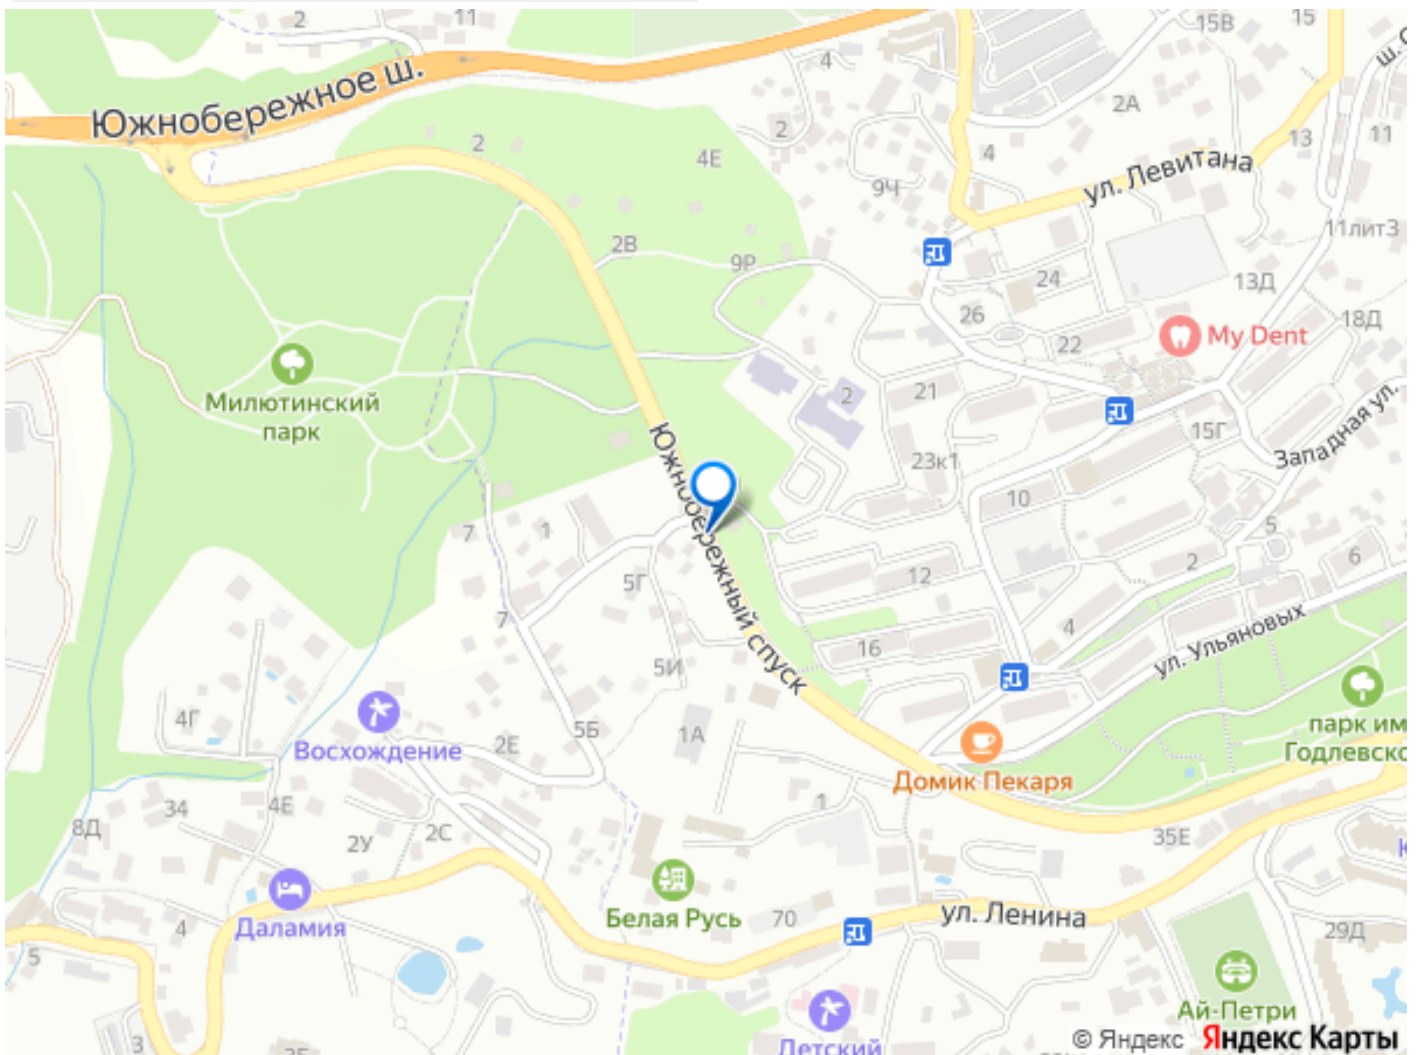 2
11
15В
15
Южнобережное ш.
4
2А
ш. С
2
2
4Е
4
13
11
ул. Левитана
9Ч
11лит3
2В
9Р
24
13Д
26
18Д
22
My Dent
Милютинский
парк
2
21
15Г
Западная ул.
23к1
10
Южнобережный спуск
7
1
5
5Г
12
2
6
7
4
16
ул. Ульяновых
5И
4Г
5Б
1А
парк им
Годлевско
Восхождение
2Е
Домик Пекаря
34
4Е
1
8Д
2У
2С
35Е
К
Даламия
4
Белая Русь
70
ул. Ленина
29Д
5
Ай-Петри
3
Детский
© Яндекс Яндекс Карты